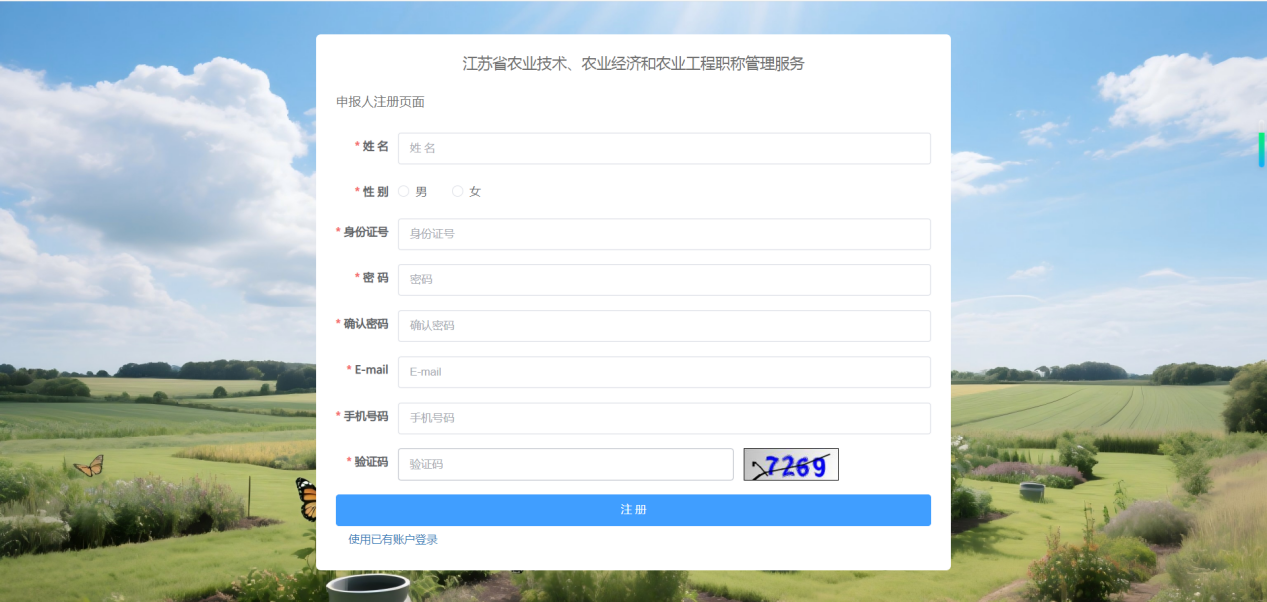 江苏省农业技术、农业经济和农业工程职称管理服务
申报人注册页面
* 姓 名 姓 名
* 性 别 男 女
* 身份证号 身份证号
* 密 码 密码
* 确认密码 确认密码
* E-mail E-mail
* 手机号码 手机号码
* 验证码 验证码 7269
注 册
使用已有账户登录